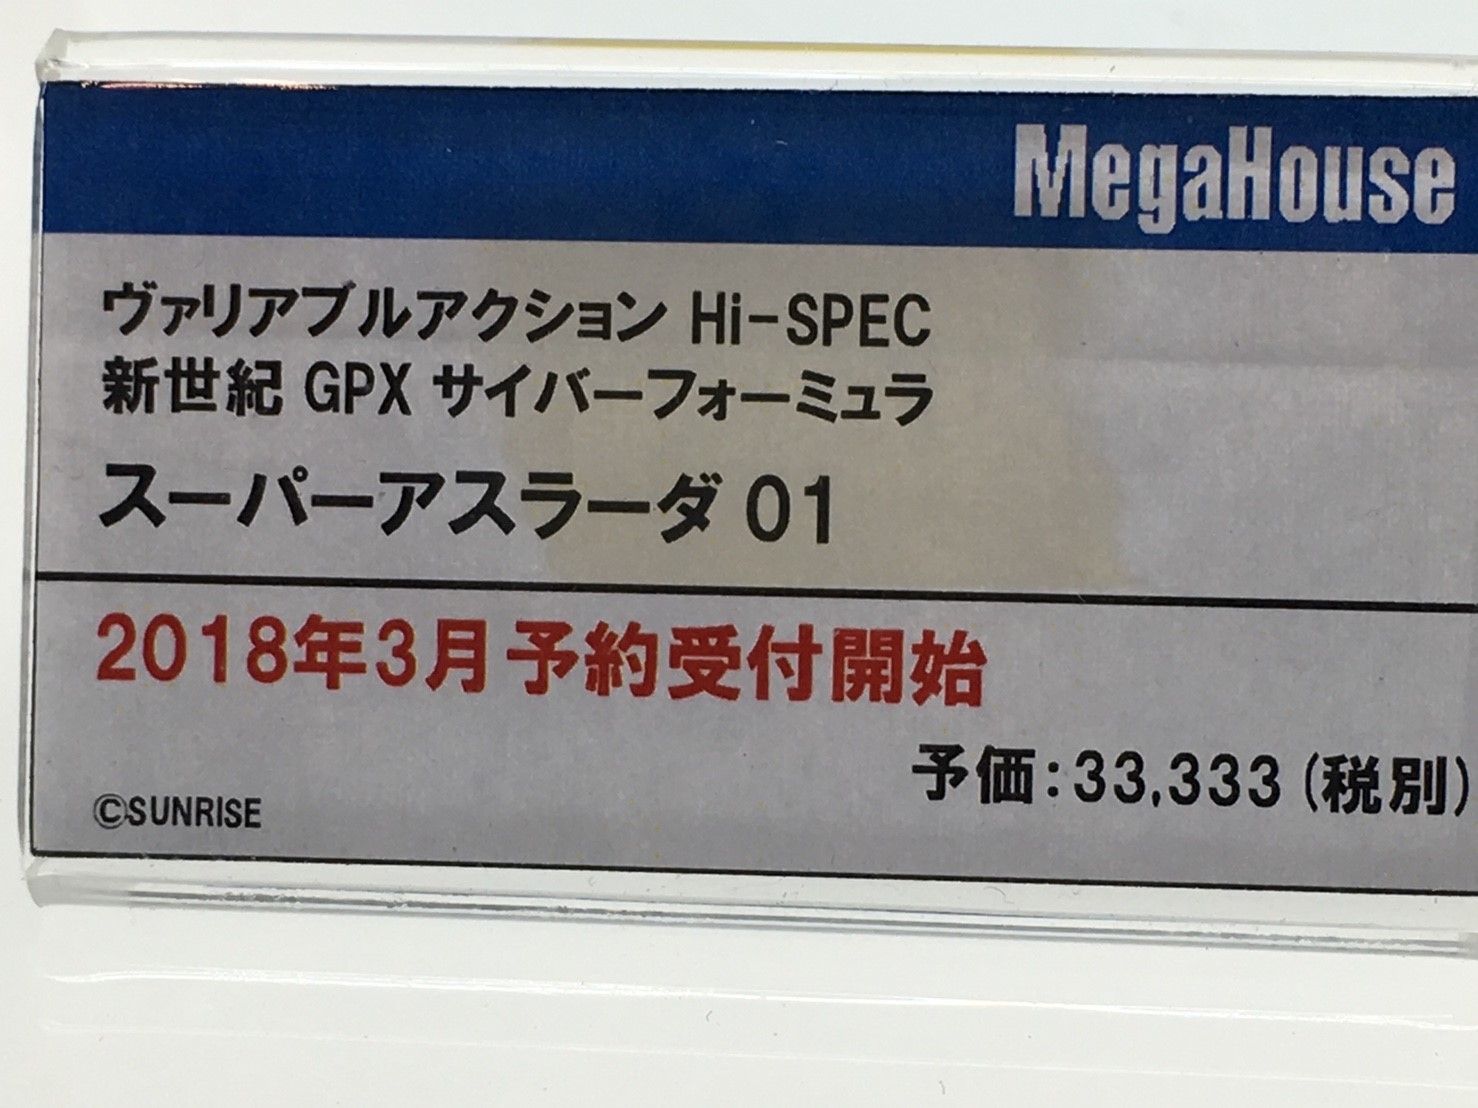 MegaHouse
ヴァリアブルアクション Hi-SPEC
新世紀 GPX サイバーフォーミュラ
スーパーアスラーダ 01
2018年3月予約受付開始
予価：33,333（税別）
©SUNRISE